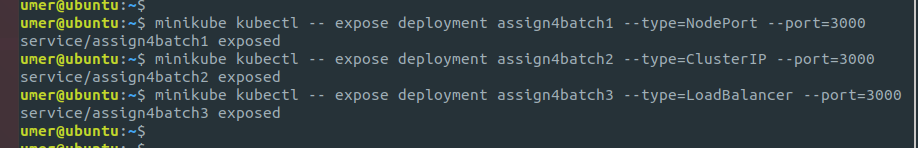 umer@ubuntu:~$
umer@ubuntu:~$ minikube kubectl -- expose deployment assign4batch1 --type=NodePort --port=3000
service/assign4batch1 exposed
umer@ubuntu:~$ minikube kubectl -- expose deployment assign4batch2 --type=ClusterIP --port=3000
service/assign4batch2 exposed
umer@ubuntu:~$ minikube kubectl -- expose deployment assign4batch3 --type=LoadBalancer --port=3000
service/assign4batch3 exposed
umer@ubuntu:~$
umer@ubuntu:~$